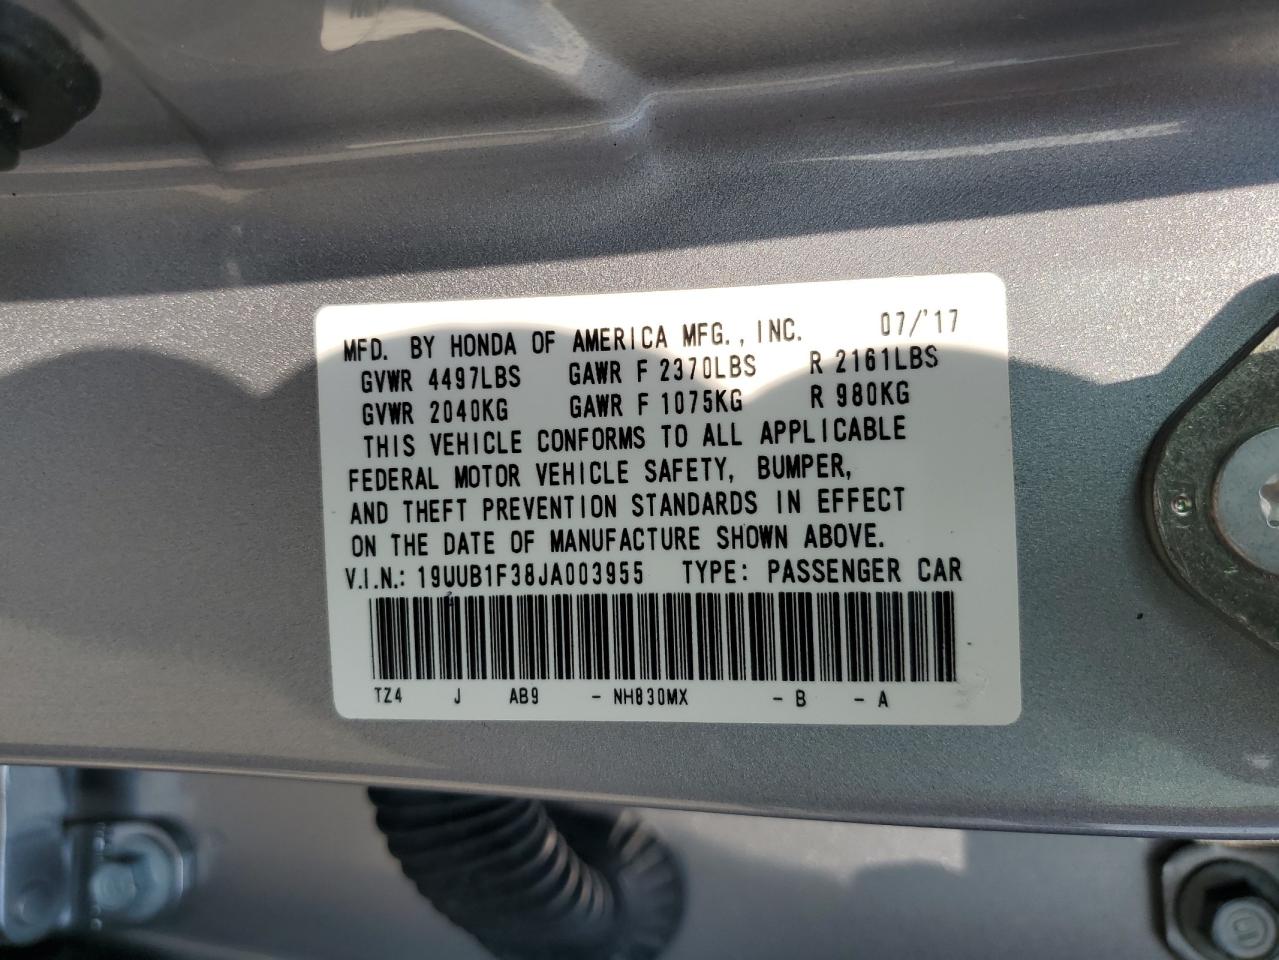 MFD. BY HONDA OF AMERICA MFG., INC. 07/'17
GVWR 4497LBS GAWR F 2370LBS R 2161LBS
GVWR 2040KG GAWR F 1075KG R 980KG
THIS VEHICLE CONFORMS TO ALL APPLICABLE
FEDERAL MOTOR VEHICLE SAFETY, BUMPER,
AND THEFT PREVENTION STANDARDS IN EFFECT
ON THE DATE OF MANUFACTURE SHOWN ABOVE.
V.I.N.: 19UUB1F38JA003955 TYPE: PASSENGER CAR
TZ4 J AB9 - NH830MX - B - A